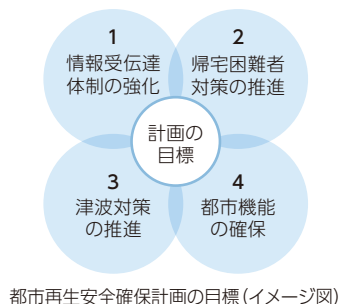 1
情報受伝達
体制の強化
2
帰宅困難者
対策の推進
計画の
目標
3
津波対策
の推進
4
都市機能
の確保
都市再生安全確保計画の目標(イメージ図)